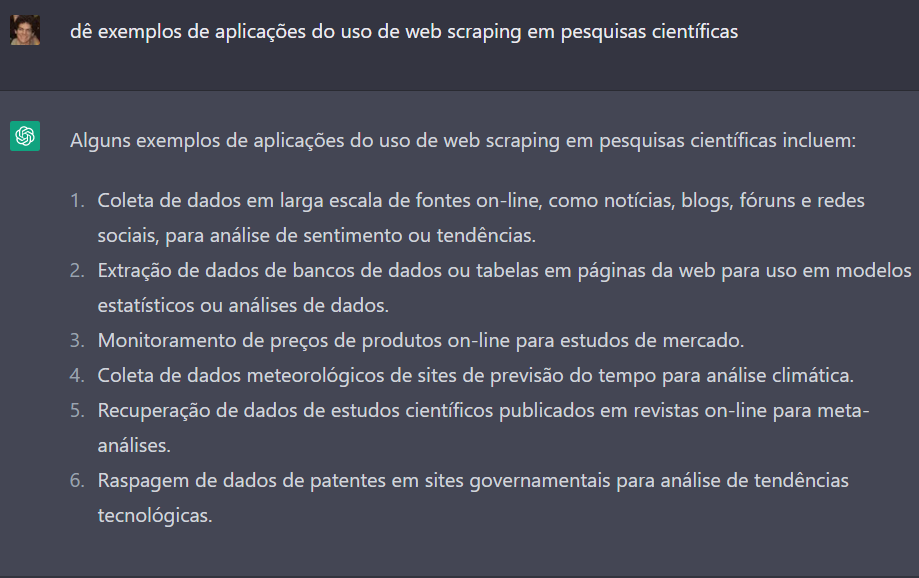 dê exemplos de aplicações do uso de web scraping em pesquisas científicas
Alguns exemplos de aplicações do uso de web scraping em pesquisas científicas incluem:
1. Coleta de dados em larga escala de fontes on-line, como notícias, blogs, fóruns e redes
sociais, para análise de sentimento ou tendências.
2. Extração de dados de bancos de dados ou tabelas em páginas da web para uso em modelos
estatísticos ou análises de dados.
3. Monitoramento de preços de produtos on-line para estudos de mercado.
4. Coleta de dados meteorológicos de sites de previsão do tempo para análise climática.
5. Recuperação de dados de estudos científicos publicados em revistas on-line para meta-
análises.
6. Raspagem de dados de patentes em sites governamentais para análise de tendências
tecnológicas.